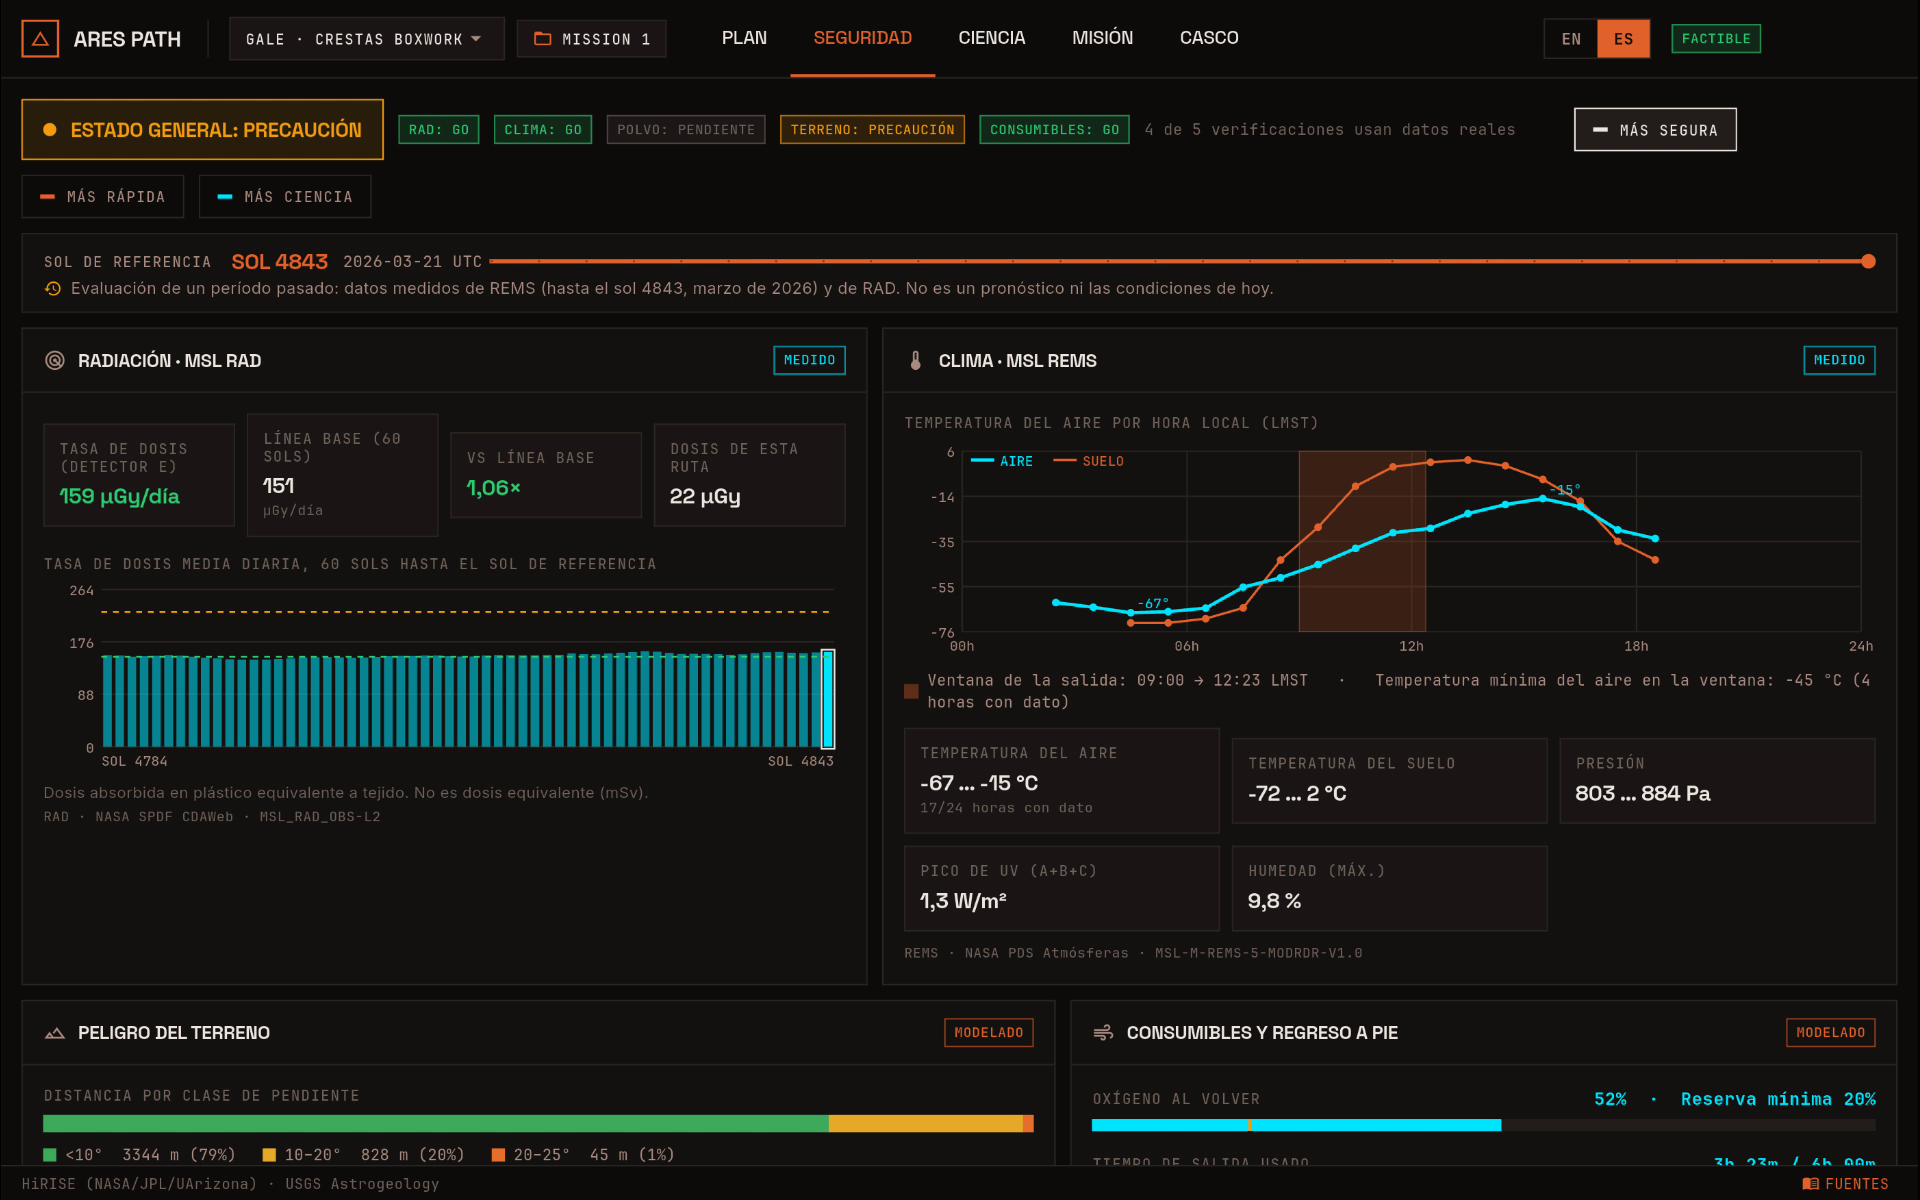 ARES PATH
GALE · CRESTAS BOXWORK
MISSION 1
PLAN
SEGURIDAD
CIENCIA
MISIÓN
CASCO
EN
ES
FACTIBLE
ESTADO GENERAL: PRECAUCIÓN
RAD: GO
CLIMA: GO
POLVO: PENDIENTE
TERRENO: PRECAUCIÓN
CONSUMIBLES: GO
4 de 5 verificaciones usan datos reales
MÁS SEGURA
MÁS RÁPIDA
MÁS CIENCIA
SOL DE REFERENCIA
SOL 4843
2026-03-21 UTC
Evaluación de un período pasado: datos medidos de REMS (hasta el sol 4843, marzo de 2026) y de RAD. No es un pronóstico ni las condiciones de hoy.
RADIACIÓN · MSL RAD
MEDIDO
TASA DE DOSIS
(DETECTOR E)
159 µGy/día
LÍNEA BASE (60
SOLS)
151
µGy/día
VS LÍNEA BASE
1,06×
DOSIS DE ESTA
RUTA
22 µGy
TASA DE DOSIS MEDIA DIARIA, 60 SOLS HASTA EL SOL DE REFERENCIA
264
176
88
0
SOL 4784
SOL 4843
Dosis absorbida en plástico equivalente a tejido. No es dosis equivalente (mSv).
RAD · NASA SPDF CDAWeb · MSL_RAD_OBS-L2
CLIMA · MSL REMS
MEDIDO
TEMPERATURA DEL AIRE POR HORA LOCAL (LMST)
6
-14
-35
-55
-76
AIRE
SUELO
-67°
-15°
00h
06h
12h
18h
24h
Ventana de la salida: 09:00 → 12:23 LMST · Temperatura mínima del aire en la ventana: -45 °C (4
horas con dato)
TEMPERATURA DEL AIRE
-67 … -15 °C
17/24 horas con dato
TEMPERATURA DEL SUELO
-72 … 2 °C
PRESIÓN
803 … 884 Pa
PICO DE UV (A+B+C)
1,3 W/m²
HUMEDAD (MÁX.)
9,8 %
REMS · NASA PDS Atmósferas · MSL-M-REMS-5-MODRDR-V1.0
PELIGRO DEL TERRENO
MODELADO
DISTANCIA POR CLASE DE PENDIENTE
<10° 3344 m (79%)
10–20° 828 m (20%)
20–25° 45 m (1%)
CONSUMIBLES Y REGRESO A PIE
MODELADO
OXÍGENO AL VOLVER
52% · Reserva mínima 20%
TIEMPO DE SALIDA USADO
3h 23m / 6h 00m
HiRISE (NASA/JPL/UArizona) · USGS Astrogeology
FUENTES